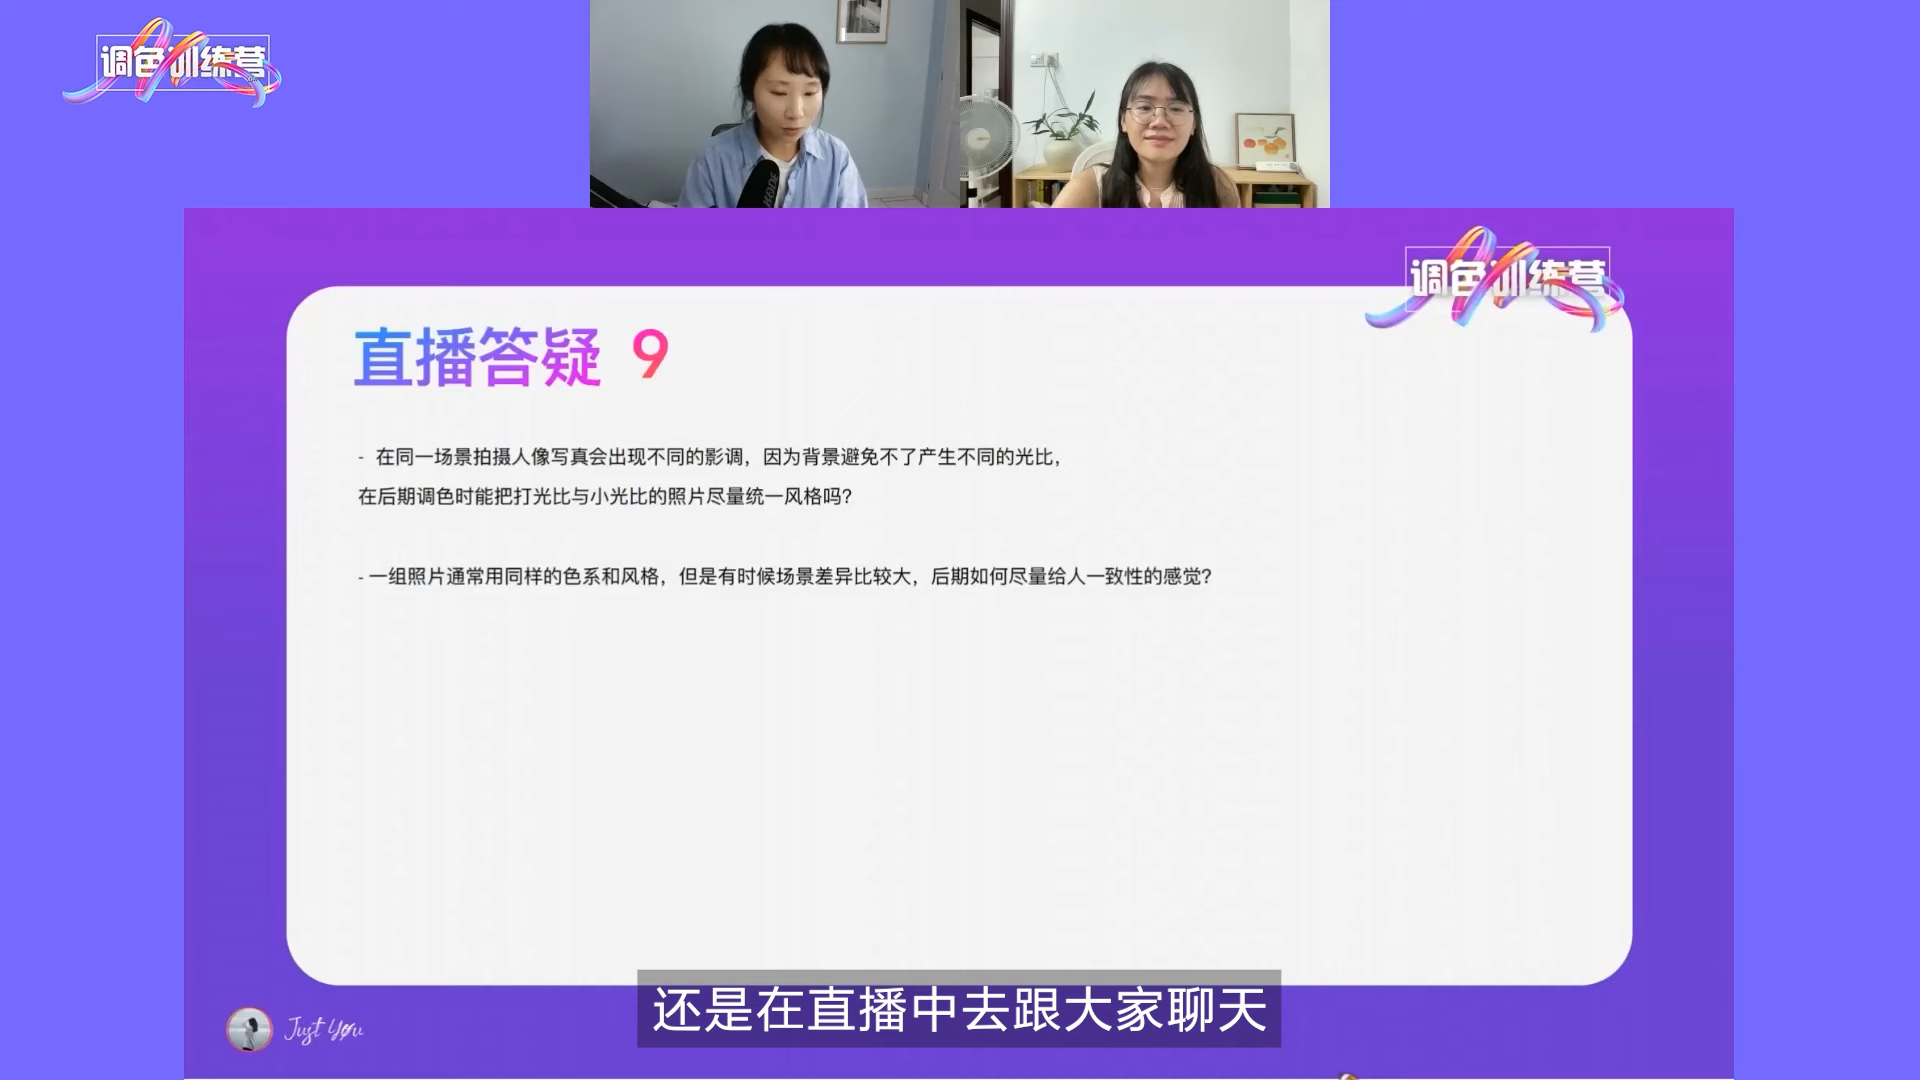 调色训练营
RODE
调色训练营
直播答疑 9
- 在同一场景拍摄人像写真会出现不同的影调，因为背景避免不了产生不同的光比，
在后期调色时能把打光比与小光比的照片尽量统一风格吗？
- 一组照片通常用同样的色系和风格，但是有时候场景差异比较大，后期如何尽量给人一致性的感觉？
还是在直播中去跟大家聊天
Just You